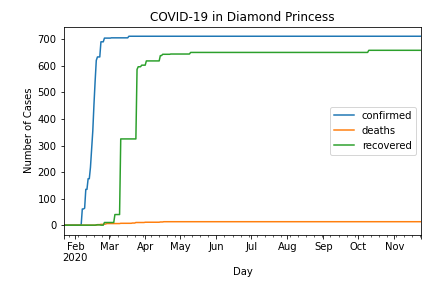 COVID-19 in Diamond Princess
Number of Cases
700
600
500
400
300
200
100
0
confirmed
deaths
recovered
Feb Mar Apr May Jun Jul Aug Sep Oct Nov
2020
Day